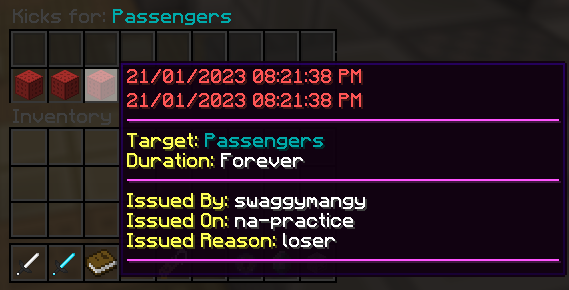 Kicks for: Passengers
21/01/2023 08:21:38 PM
21/01/2023 08:21:38 PM
Inventory
Target: Passengers
Duration: Forever
Issued By: swaggymangy
Issued On: na-practice
Issued Reason: loser